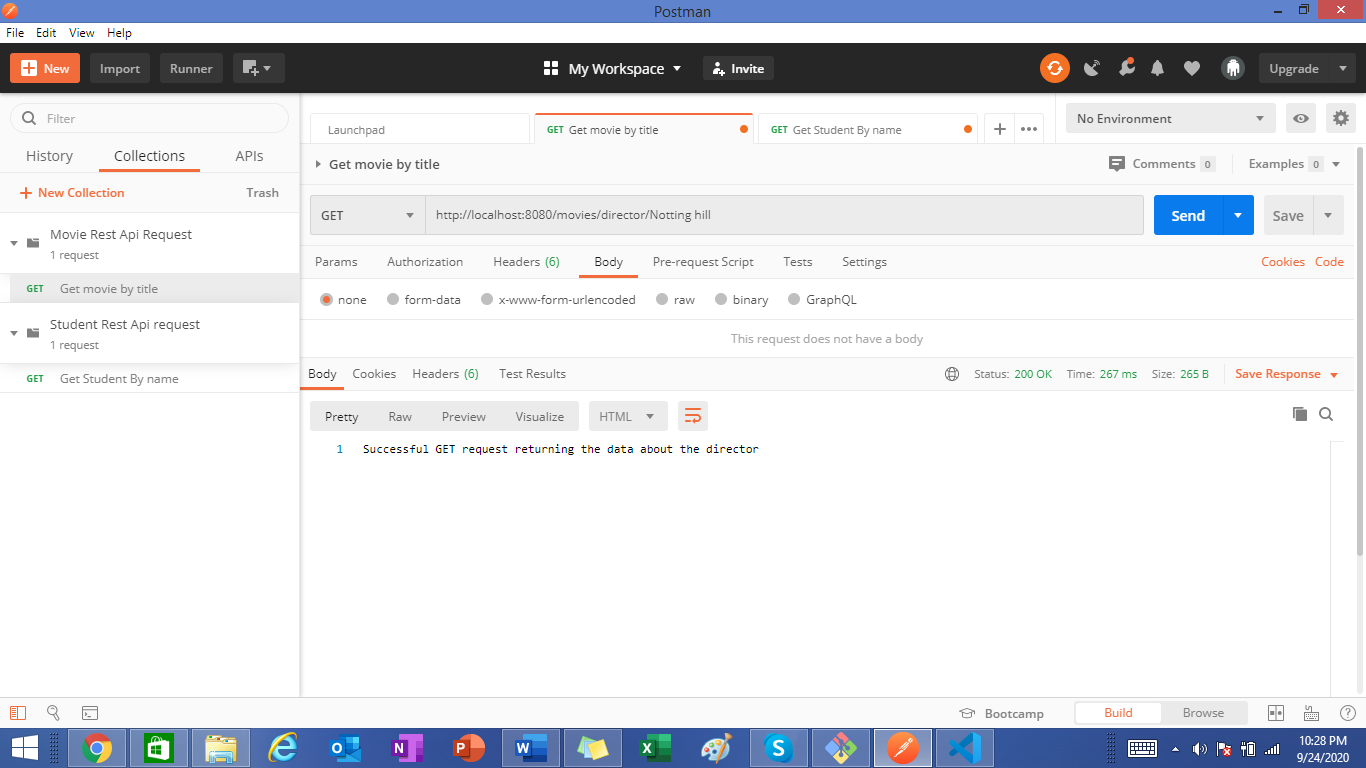 Postman
File Edit View Help
New Import Runner My Workspace Invite Upgrade
Filter
History Collections APIs
New Collection Trash
Movie Rest Api Request
1 request
GET Get movie by title
Student Rest Api request
1 request
GET Get Student By name
Launchpad GET Get movie by title GET Get Student By name No Environment
Get movie by title Comments 0 Examples 0
GET http://localhost:8080/movies/director/Notting hill Send Save
Params Authorization Headers (6) Body Pre-request Script Tests Settings Cookies Code
none form-data x-www-form-urlencoded raw binary GraphQL
This request does not have a body
Body Cookies Headers (6) Test Results Status: 200 OK Time: 267 ms Size: 265 B Save Response
Pretty Raw Preview Visualize HTML
1 Successful GET request returning the data about the director
Bootcamp Build Browse
10:28 PM
9/24/2020